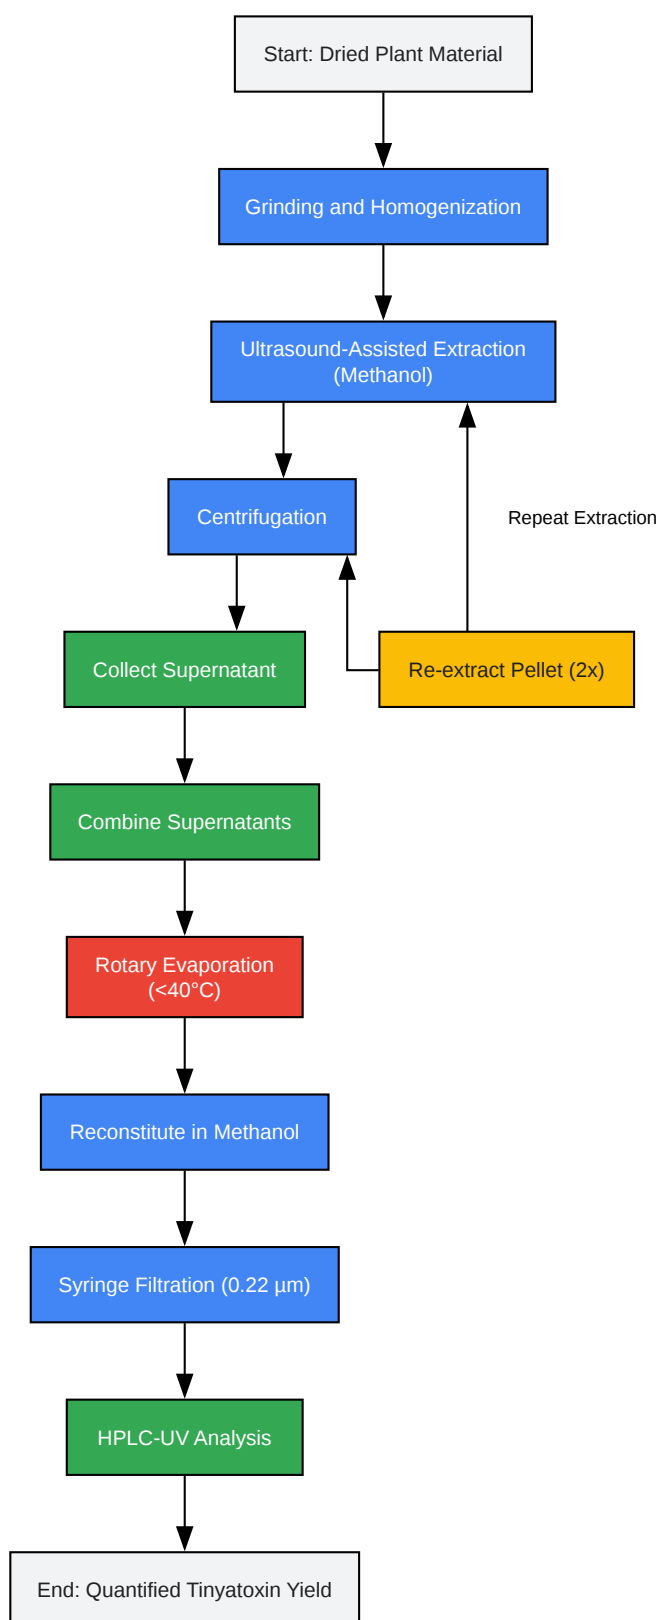 Start: Dried Plant Material
Grinding and Homogenization
Ultrasound-Assisted Extraction
(Methanol)
Centrifugation
Repeat Extraction
Collect Supernatant
Re-extract Pellet (2x)
Combine Supernatants
Rotary Evaporation
(<40°C)
Reconstitute in Methanol
Syringe Filtration (0.22 µm)
HPLC-UV Analysis
End: Quantified Tinyatoxin Yield